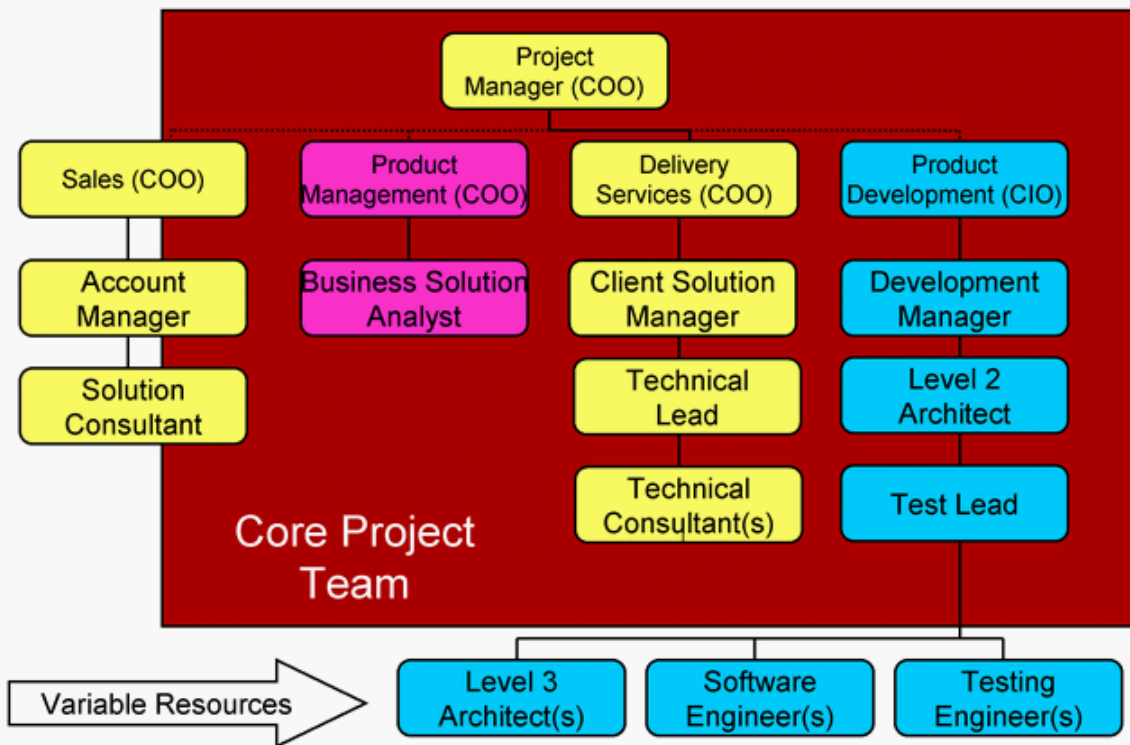 Project
Manager (COO)
Sales (COO)
Product
Management (COO)
Delivery
Services (COO)
Product
Development (CIO)
Account
Manager
Business Solution
Analyst
Client Solution
Manager
Development
Manager
Solution
Consultant
Technical
Lead
Level 2
Architect
Technical
Consultant(s)
Test Lead
Core Project
Team
Variable Resources
Level 3
Architect(s)
Software
Engineer(s)
Testing
Engineer(s)